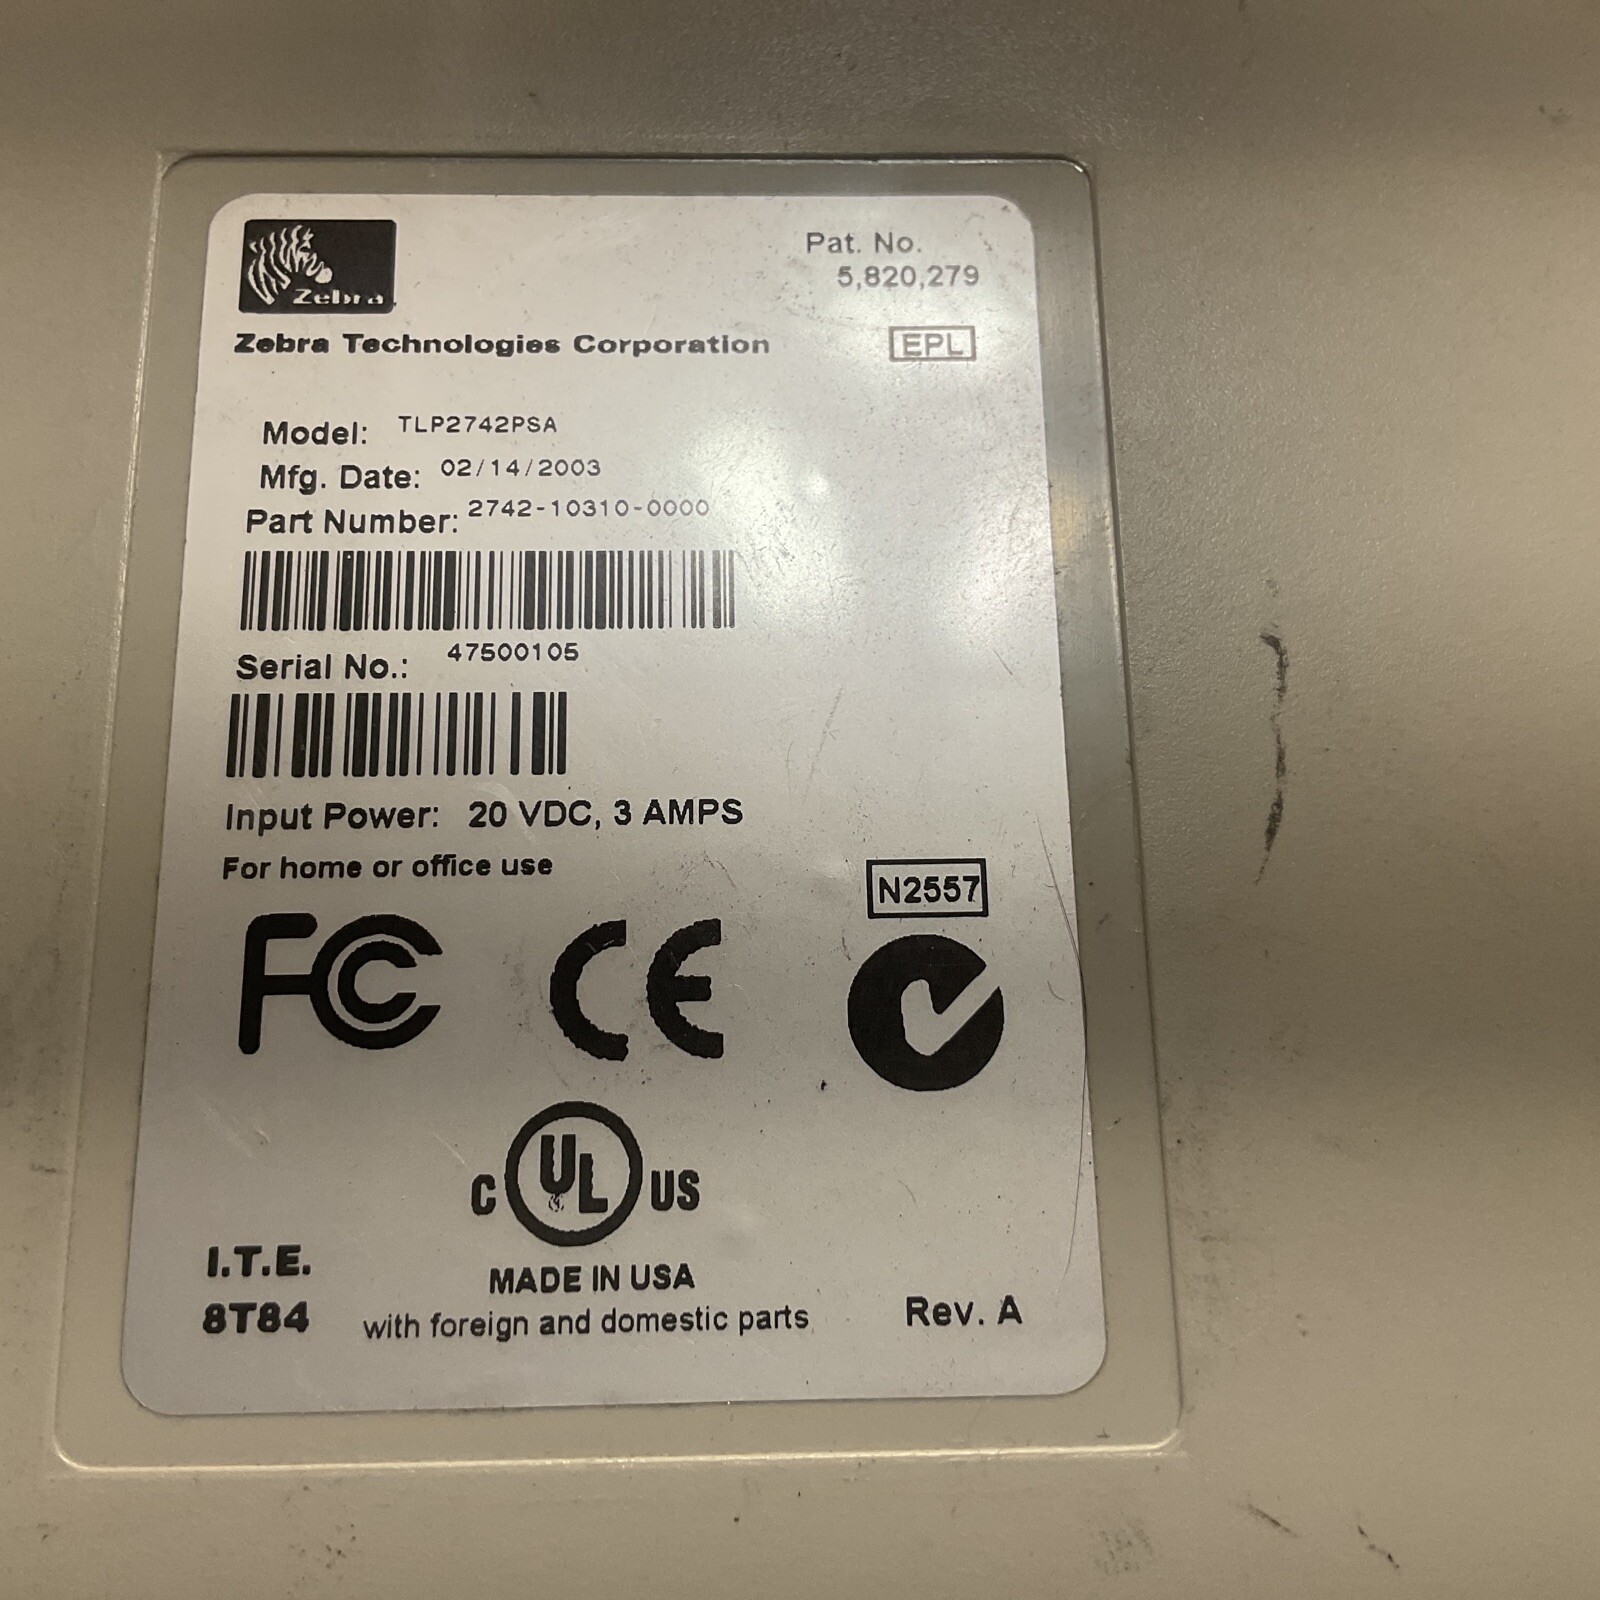 Zebra
Pat. No.
5,820,279
Zebra Technologies Corporation
EPL
Model: TLP2742PSA
Mfg. Date: 02/14/2003
Part Number: 2742-10310-0000
Serial No.: 47500105
Input Power: 20 VDC, 3 AMPS
For home or office use
N2557
FC CE
C UL US
I.T.E.
MADE IN USA
8T84
with foreign and domestic parts
Rev. A